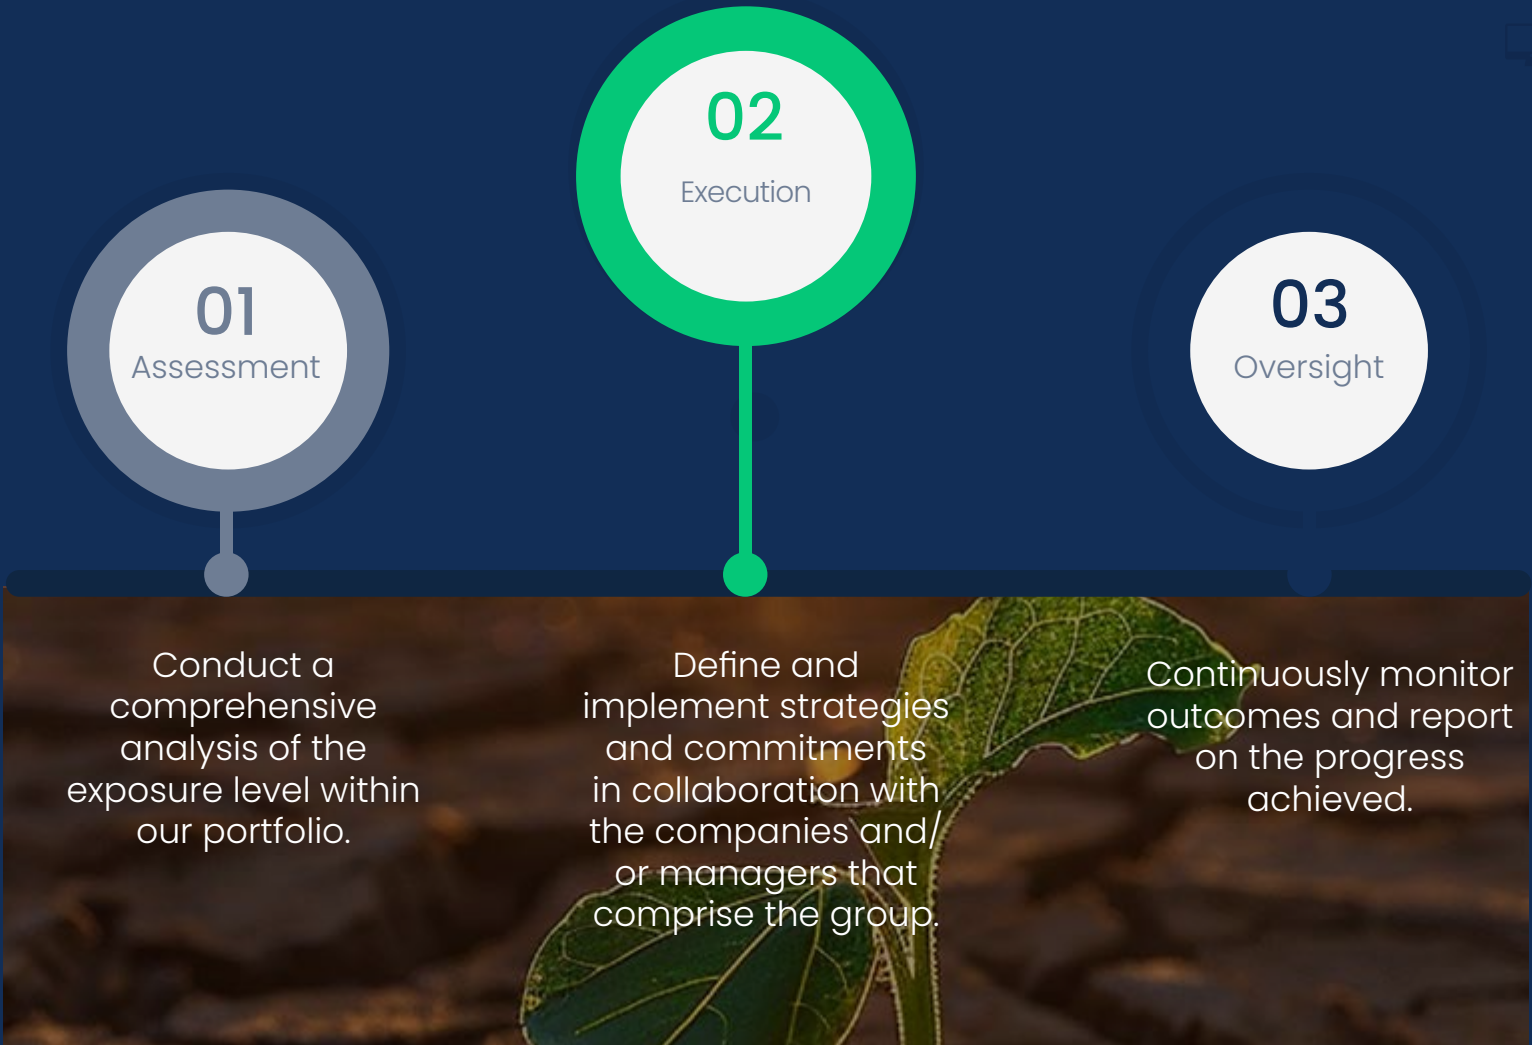 01
Assessment
02
Execution
03
Oversight
Conduct a
comprehensive
analysis of the
exposure level within
our portfolio.
Define and
implement strategies
and commitments
in collaboration with
the companies and/
or managers that
comprise the group.
Continuously monitor
outcomes and report
on the progress
achieved.